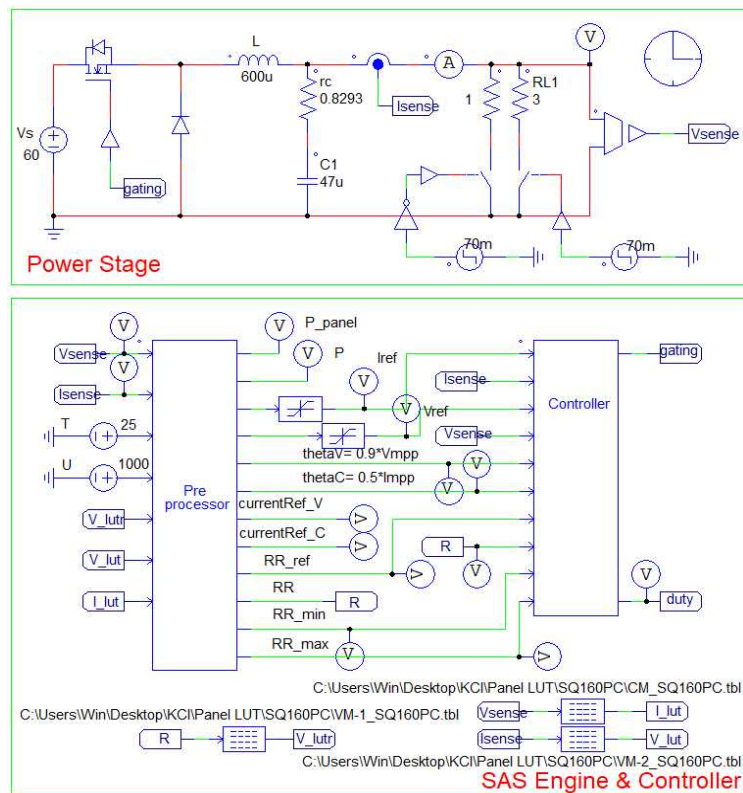 L
600u
rc
0.8293
A
V
1
RL1
3
Isense
Vs
60
C1
47u
gating
Vsense
70m
70m
Power Stage
V
P_panel
V
P
Vsense
V
Iref
V
gating
Isense
Isense
V
Vref
Controller
T
25
Vsense
U
1000
thetaV= 0.9*Vmpp
V
thetaC= 0.5*Impp
V
Pre
processor
currentRef_V
V
V_lutr
currentRef_C
V
R
V_lut
RR_ref
V
V
V
I_lut
RR
R
duty
RR_min
RR_max
V
V
C:\Users\Win\Desktop\KCI\Panel LUT\SQ160PC\CM_SQ160PC.tbl
C:\Users\Win\Desktop\KCI\Panel LUT\SQ160PC\VM-1_SQ160PC.tbl
Vsense
I_lut
R
V_lutr
Isense
V_lut
C:\Users\Win\Desktop\KCI\Panel LUT\SQ160PC\VM-2_SQ160PC.tbl
SAS Engine & Controller